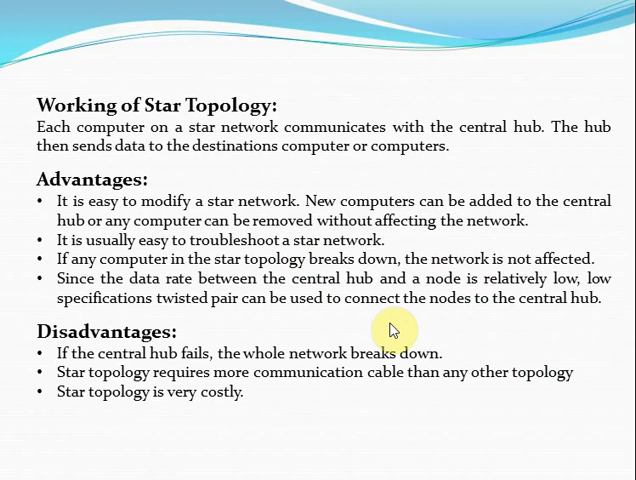 Working of Star Topology:
Each computer on a star network communicates with the central hub. The hub
then sends data to the destinations computer or computers.
Advantages:
• It is easy to modify a star network. New computers can be added to the central
hub or any computer can be removed without affecting the network.
• It is usually easy to troubleshoot a star network.
• If any computer in the star topology breaks down, the network is not affected.
• Since the data rate between the central hub and a node is relatively low, low
specifications twisted pair can be used to connect the nodes to the central hub.
Disadvantages:
• If the central hub fails, the whole network breaks down.
• Star topology requires more communication cable than any other topology
• Star topology is very costly.